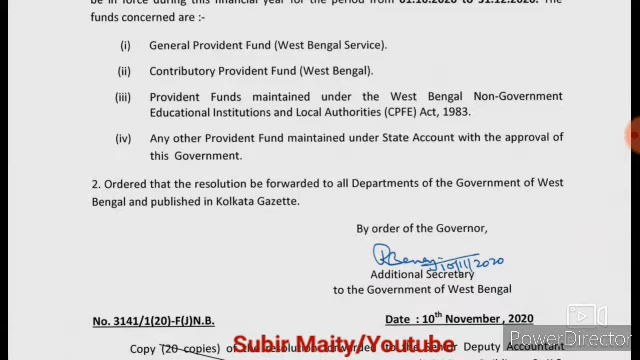 be in force during this financial year for the period from 01.10.2020 to 31.12.2020. The
funds concerned are :-
(i) General Provident Fund (West Bengal Service).
(ii) Contributory Provident Fund (West Bengal).
(iii) Provident Funds maintained under the West Bengal Non-Government
Educational Institutions and Local Authorities (CPFE) Act, 1983.
(iv) Any other Provident Fund maintained under State Account with the approval of
this Government.
2. Ordered that the resolution be forwarded to all Departments of the Government of West
Bengal and published in Kolkata Gazette.
By order of the Governor,
10/11/2020
Additional Secretary
to the Government of West Bengal
No. 3141/1(20)-F(J)N.B. Date : 10th November, 2020
Copy (20 copies) of the resolution forwarded to the Senior Deputy Accountant
Subir Maity/Youtube
PowerDirector